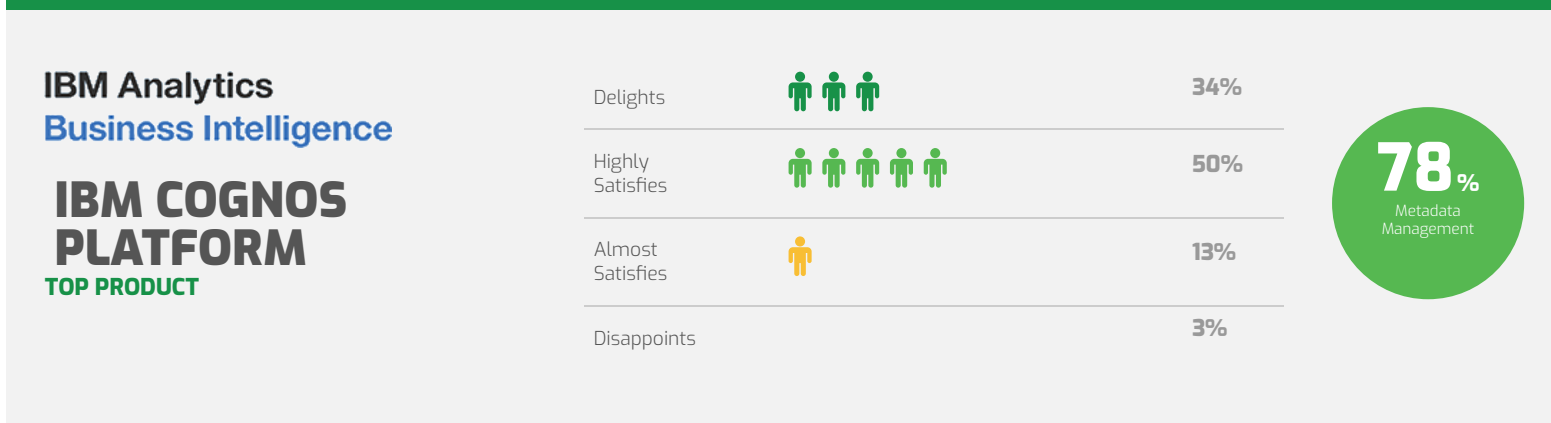 IBM Analytics
Business Intelligence
IBM COGNOS
PLATFORM
TOP PRODUCT
Delights 34%
Highly
Satisfies 50%
Almost
Satisfies 13%
Disappoints 3%
78%
Metadata
Management